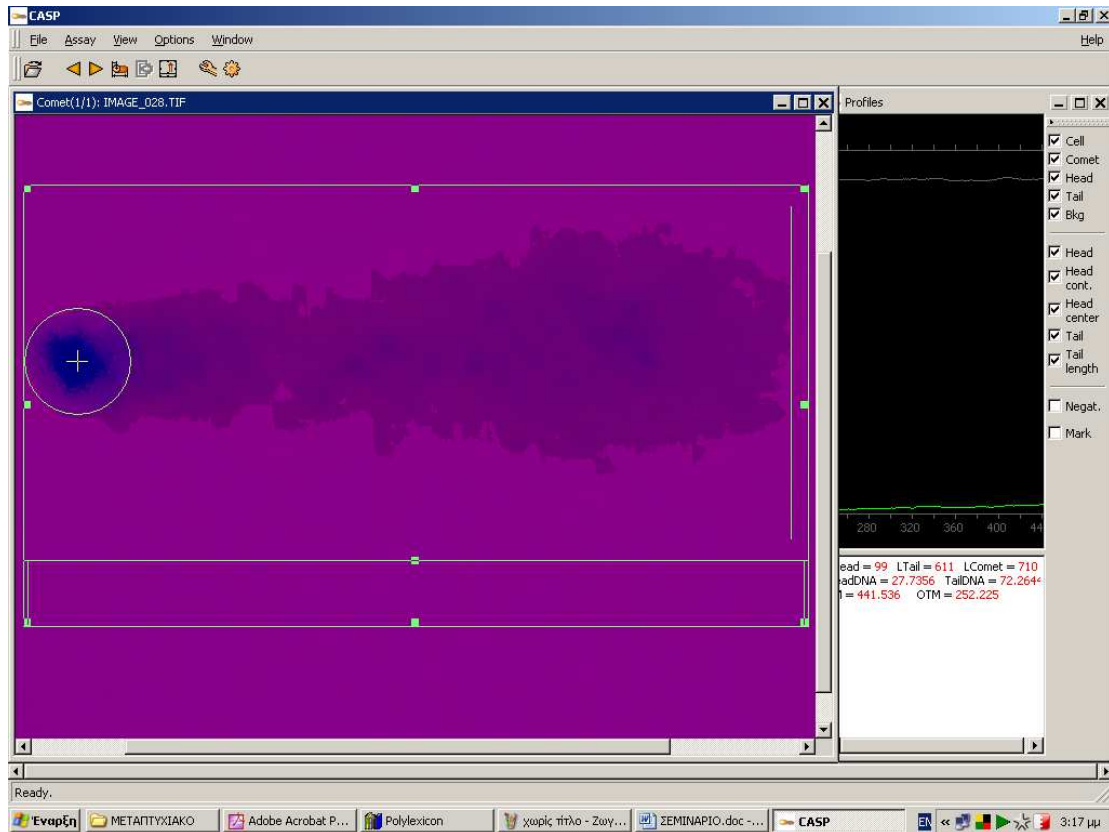 CASP
File Assay View Options Window Help
Comet(1/1): IMAGE_028.TIF
Profiles
Cell
Comet
Head
Tail
Bkg
Head
Head
cont.
Head
center
Tail
Tail
length
Negat.
Mark
280 320 360 400 44
ead = 99 LTail = 611 LComet = 710
adDNA = 27.7356 TailDNA = 72.2644
= 441.536 OTM = 252.225
Ready.
Έναρξη ΜΕΤΑΠΤΥΧΙΑΚΟ Adobe Acrobat P... Polylexicon χωρίς τίτλο - Ζωγ... ΣΕΜΙΝΑΡΙΟ.doc -... CASP EN « 3:17 μμ